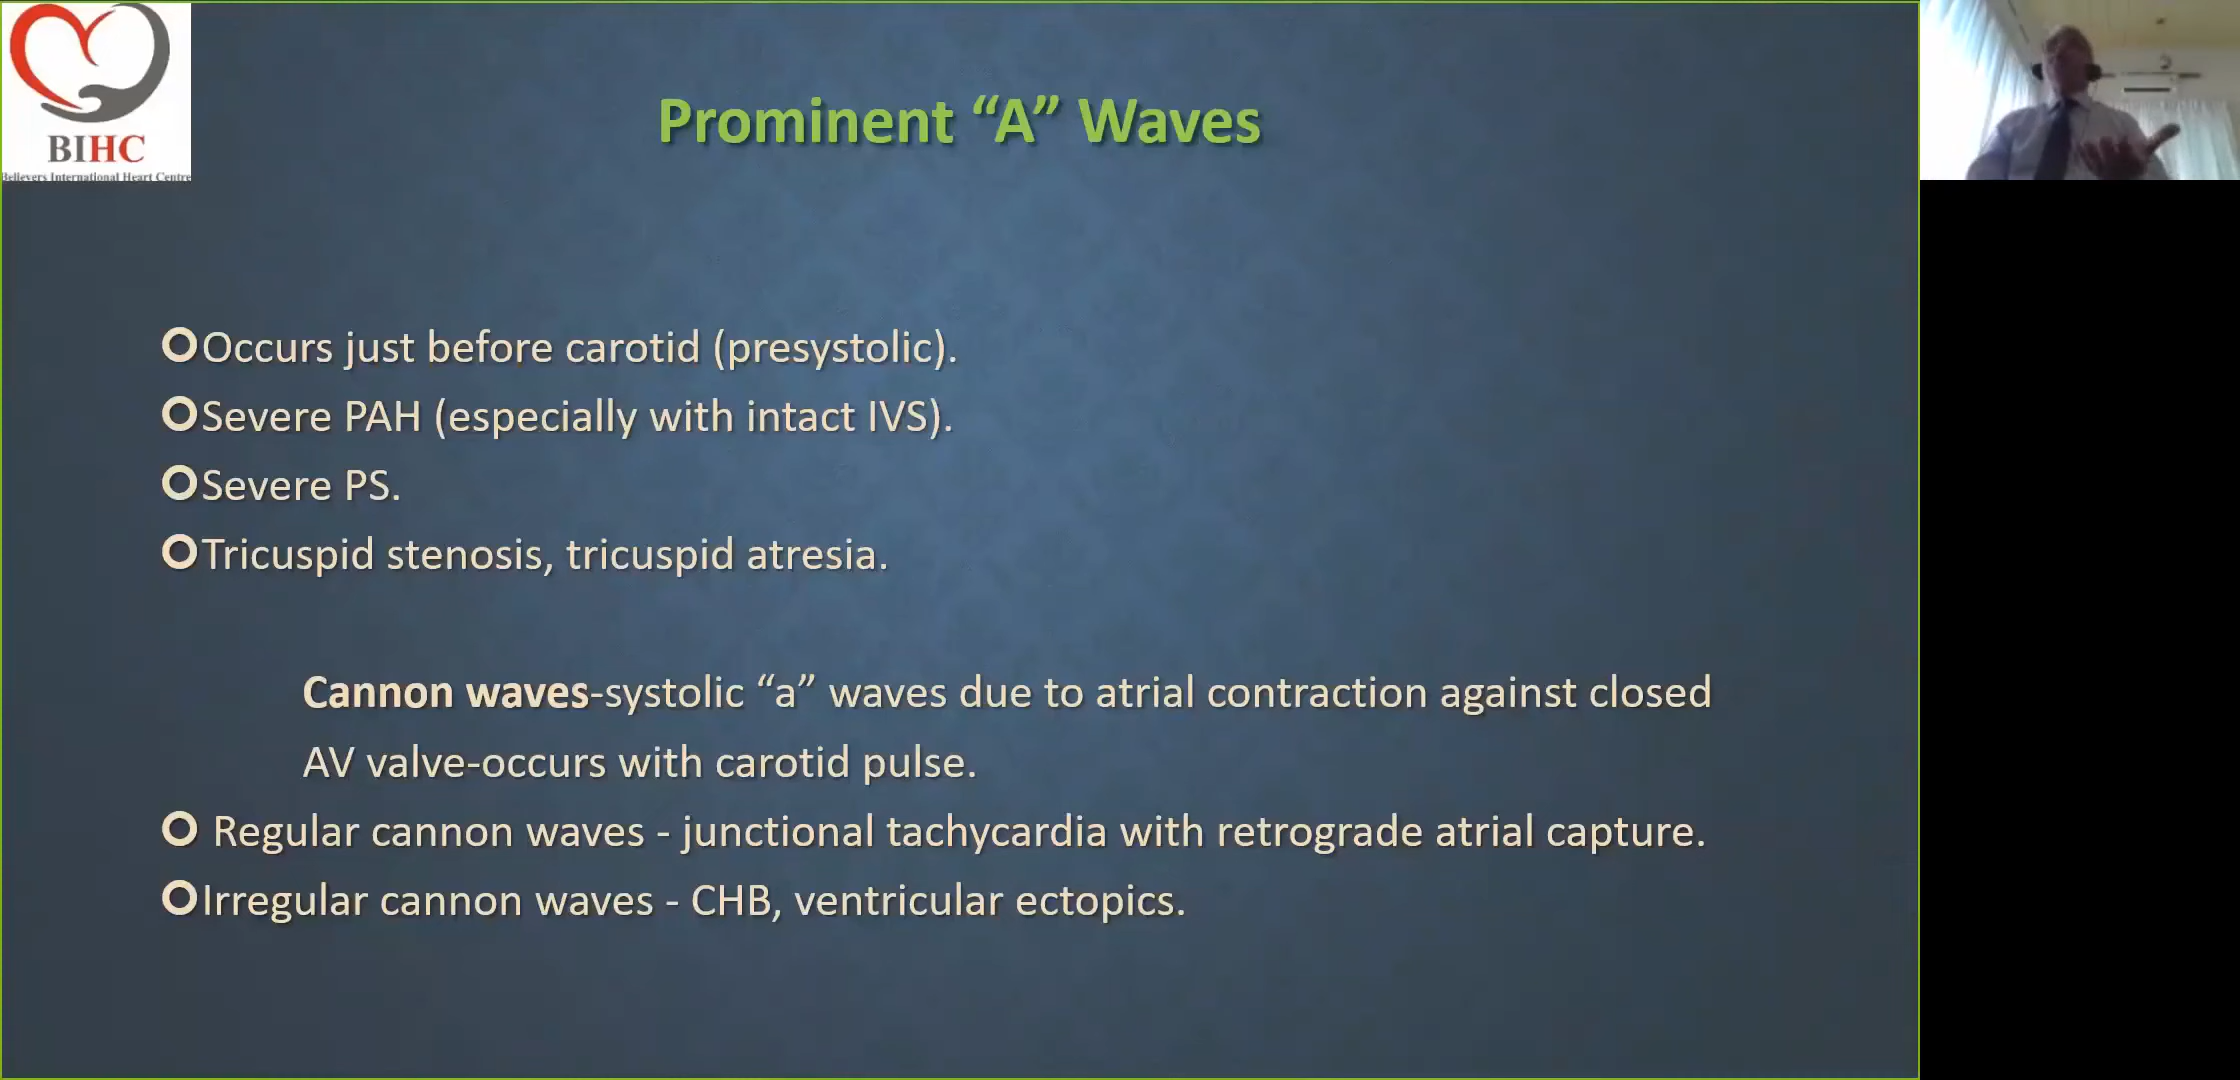 BIHC
Believers International Heart Centre
Prominent “A” Waves
Occurs just before carotid (presystolic).
Severe PAH (especially with intact IVS).
Severe PS.
Tricuspid stenosis, tricuspid atresia.
Cannon waves-systolic “a” waves due to atrial contraction against closed
AV valve-occurs with carotid pulse.
Regular cannon waves - junctional tachycardia with retrograde atrial capture.
Irregular cannon waves - CHB, ventricular ectopics.